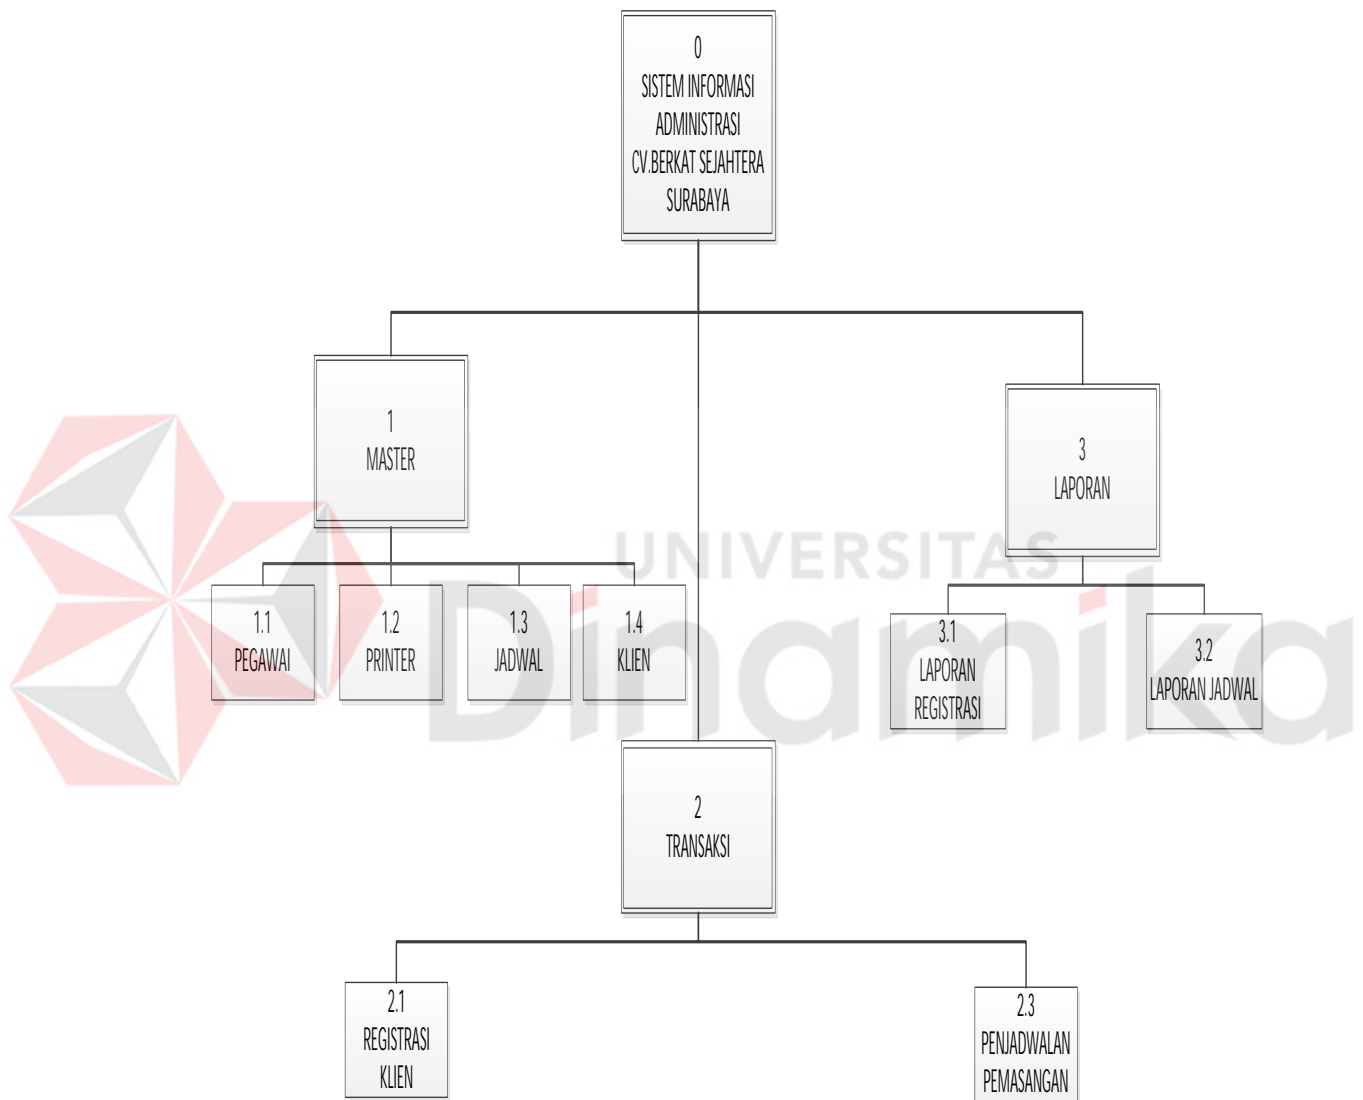 0
SISTEM INFORMASI
ADMINISTRASI
CV.BERKAT SEJAHTERA
SURABAYA
1
MASTER
3
LAPORAN
UNIVERSITAS
Dinamika
1.1
PEGAWAI
1.2
PRINTER
1.3
JADWAL
1.4
KLIEN
3.1
LAPORAN
REGISTRASI
3.2
LAPORAN JADWAL
2
TRANSAKSI
2.1
REGISTRASI
KLIEN
2.3
PENJADWALAN
PEMASANGAN